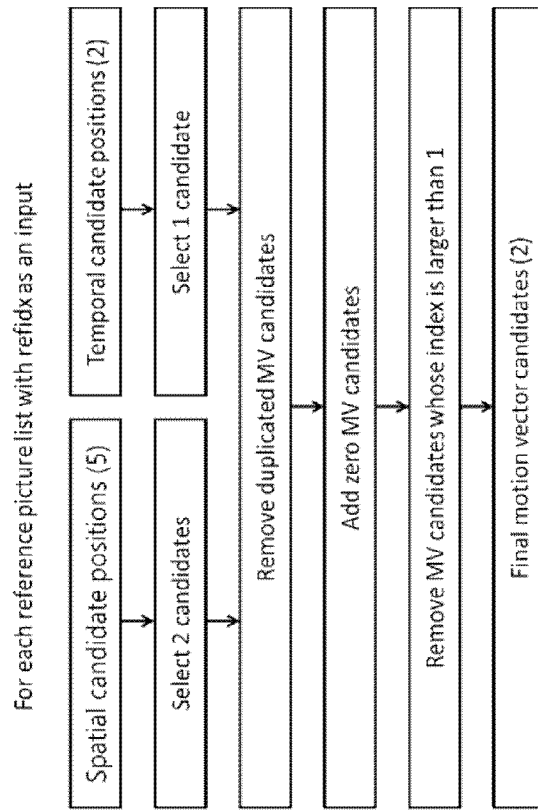 For each reference picture list with refidx as an input
Spatial candidate positions (5)
Temporal candidate positions (2)
Select 2 candidates
Select 1 candidate
Remove duplicated MV candidates
Add zero MV candidates
Remove MV candidates whose index is larger than 1
Final motion vector candidates (2)